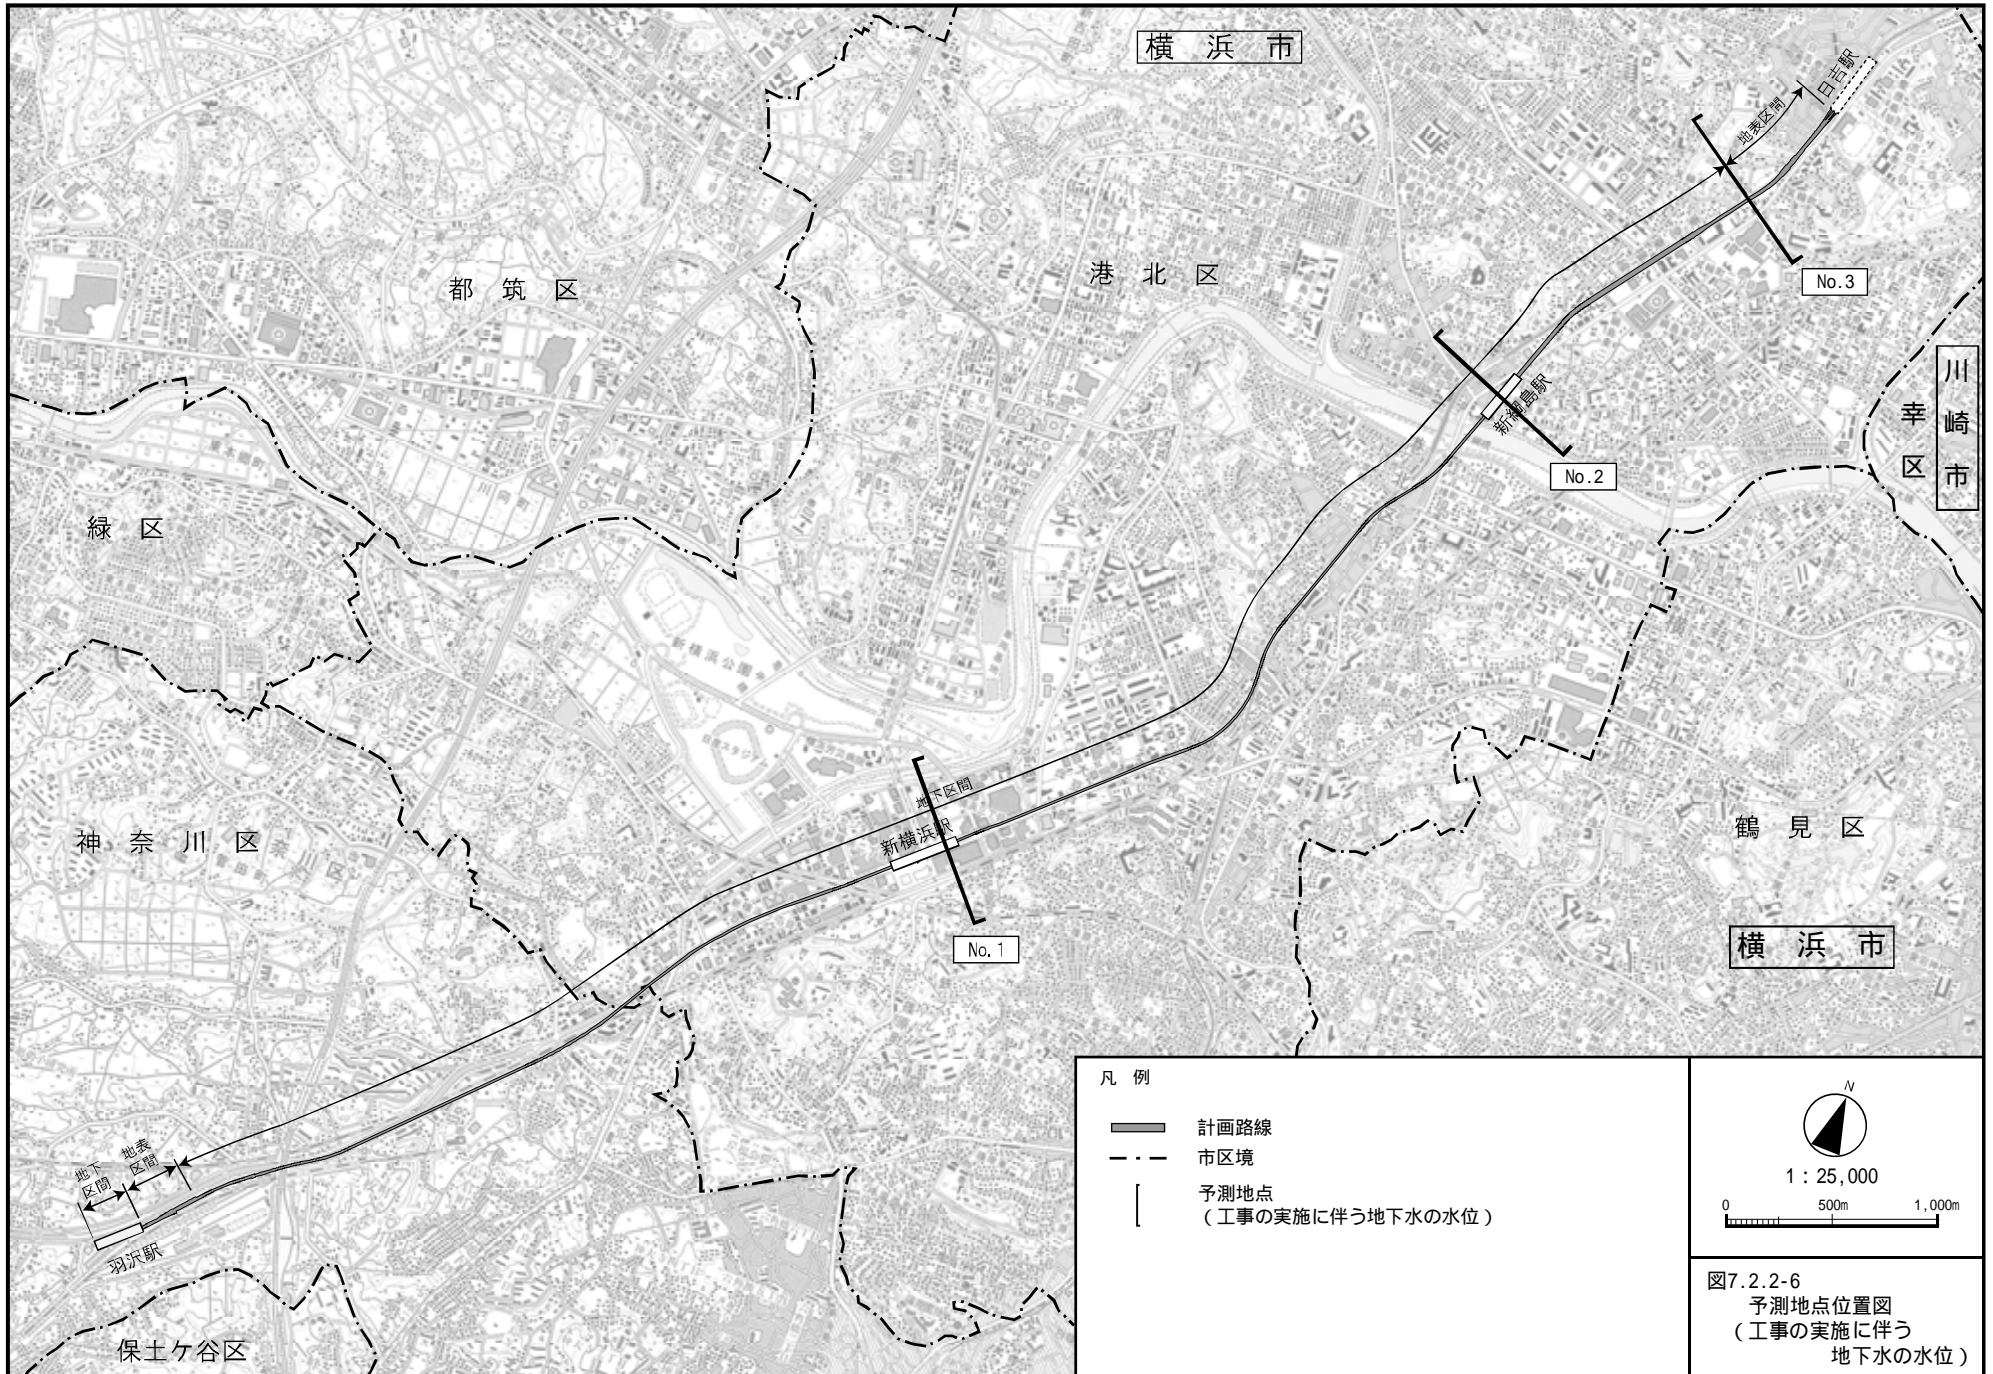 横浜市
日吉駅
地表区間
都筑区
港北区
No.3
川崎市
幸区
新綱島駅
No.2
緑区
新横浜公園
地下区間
新横浜駅
神奈川区
鶴見区
No.1
横浜市
地下
区間
地表
区間
羽沢駅
保土ケ谷区
凡 例
計画路線
市区境
予測地点
(工事の実施に伴う地下水の水位)
N
1:25,000
0 500m 1,000m
図7.2.2-6
予測地点位置図
(工事の実施に伴う
地下水の水位)